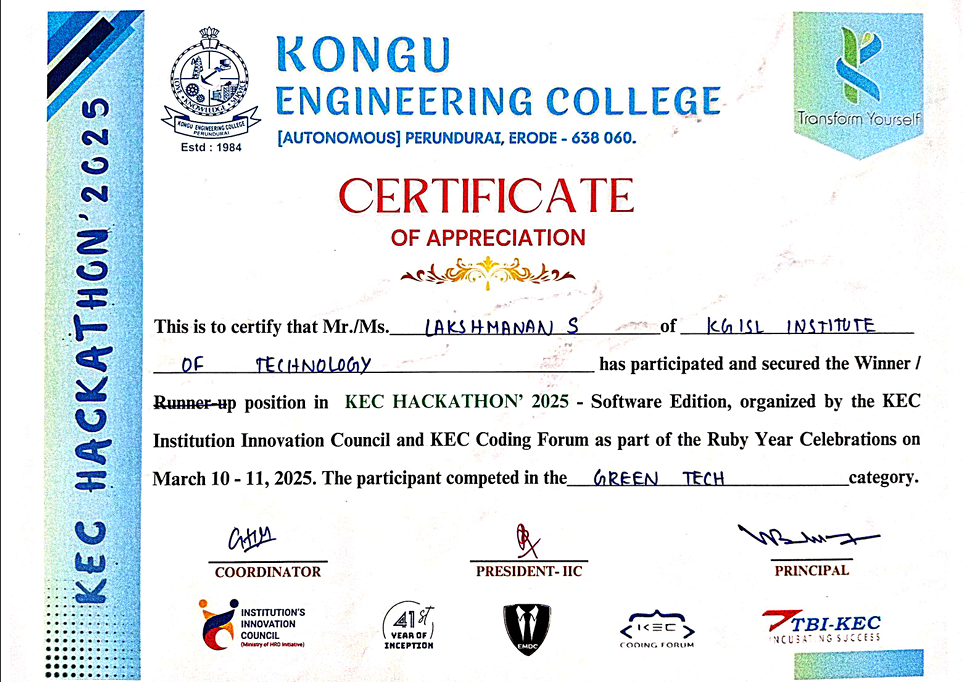 KONGU
ENGINEERING COLLEGE
[AUTONOMOUS] PERUNDURAI, ERODE - 638 060.
KONGU ENGINEERING COLLEGE
PERUNDURAI
Estd : 1984
Transform Yourself
KEC HACKATHON'2025
CERTIFICATE
OF APPRECIATION
This is to certify that Mr./Ms. LAKSHMANAN S of KGISL INSTITUTE
OF TECHNOLOGY has participated and secured the Winner /
Runner-up position in KEC HACKATHON' 2025 - Software Edition, organized by the KEC
Institution Innovation Council and KEC Coding Forum as part of the Ruby Year Celebrations on
March 10 - 11, 2025. The participant competed in the GREEN TECH category.
COORDINATOR
PRESIDENT- IIC
PRINCIPAL
INSTITUTION'S
INNOVATION
COUNCIL
(Ministry of HRD Initiative)
41st
YEAR OF
INCEPTION
EMDC
KEC
CODING FORUM
TBI-KEC
INCUBATING SUCCESS